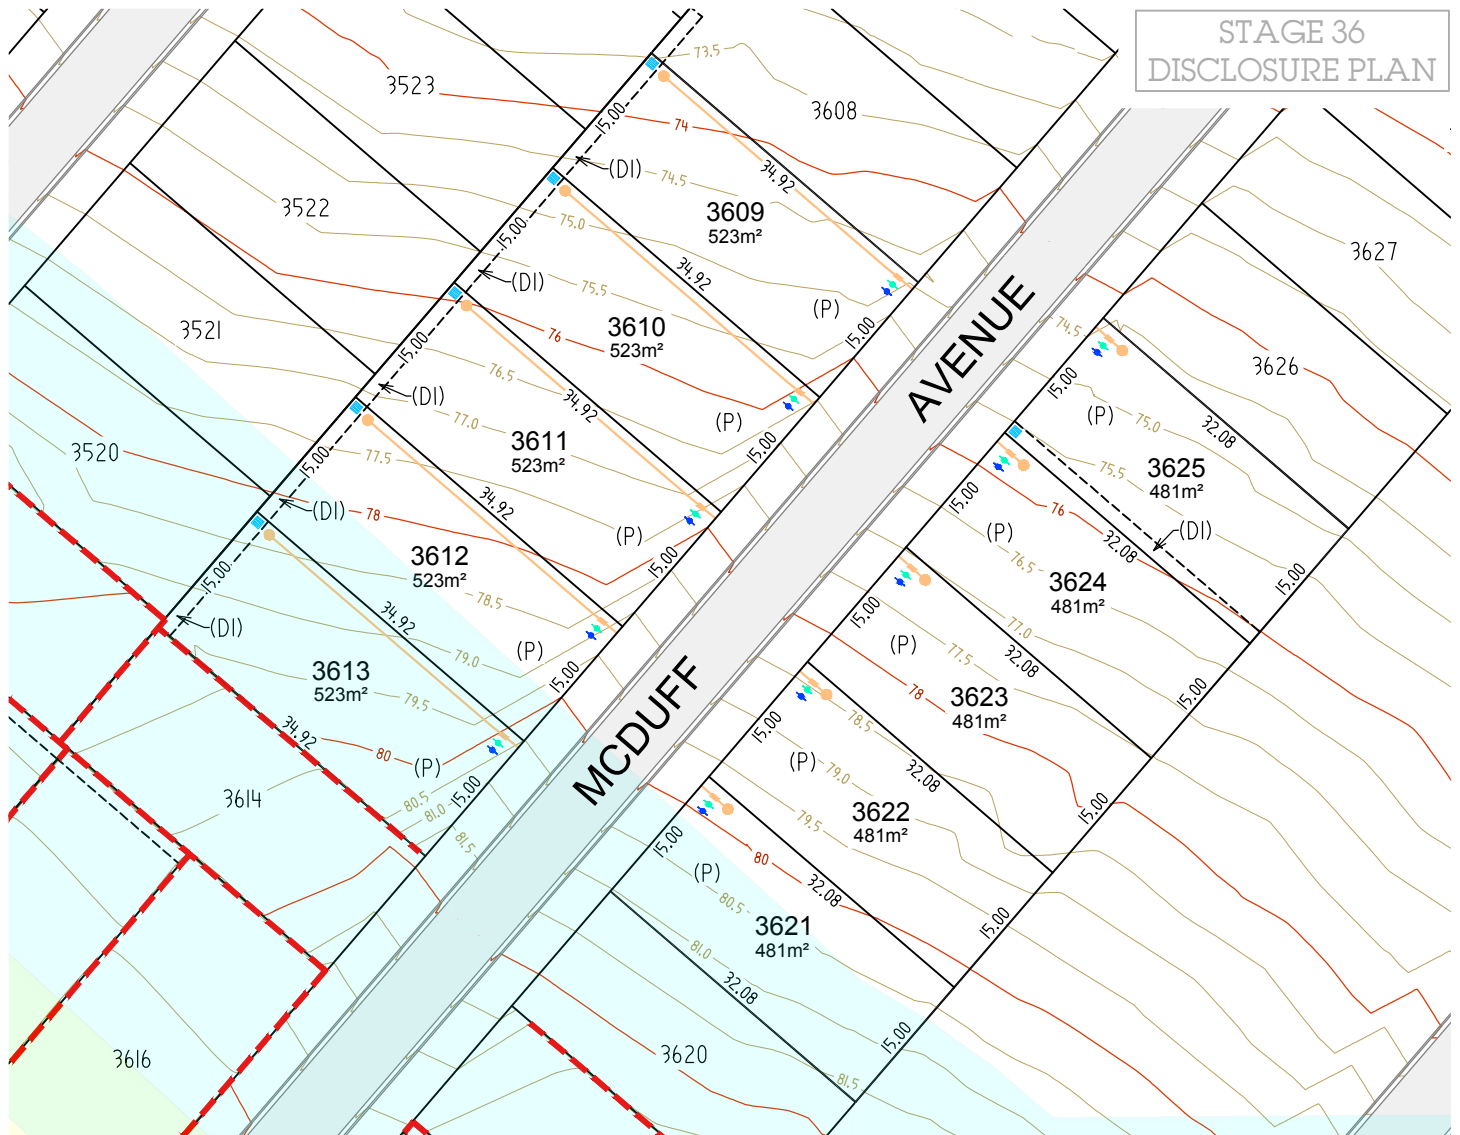 STAGE 36
DISCLOSURE PLAN
3523
73.5
3608
15.00
74
(DI)
74.5
34.92
3609
523m²
3522
15.00
75.0
3627
(DI)
75.5
34.92
(P)
15.00
AVENUE
74.5
3521
15.00
76
3610
523m²
3626
76.5
(DI)
34.92
(P)
15.00
(P)
75.0
32.08
3520
15.00
77.0
77.5
3611
523m²
15.00
75.5
3625
481m²
(DI)
78
34.92
(P)
15.00
(P)
76
32.08
(DI)
15.00
3612
523m²
15.00
76.5
3624
481m²
15.00
(DI)
34.92
78.5
(P)
15.00
(P)
77.0
77.5
32.08
3613
523m²
79.0
79.5
15.00
MCDUFF
78
3623
481m²
15.00
34.92
80
(P)
15.00
78.5
(P)
79.0
32.08
3614
80.5
81.0
81.5
15.00
79.5
3622
481m²
15.00
80
(P)
32.08
80.5
3621
481m²
15.00
81.0
32.08
3616
3620
15.00
81.5